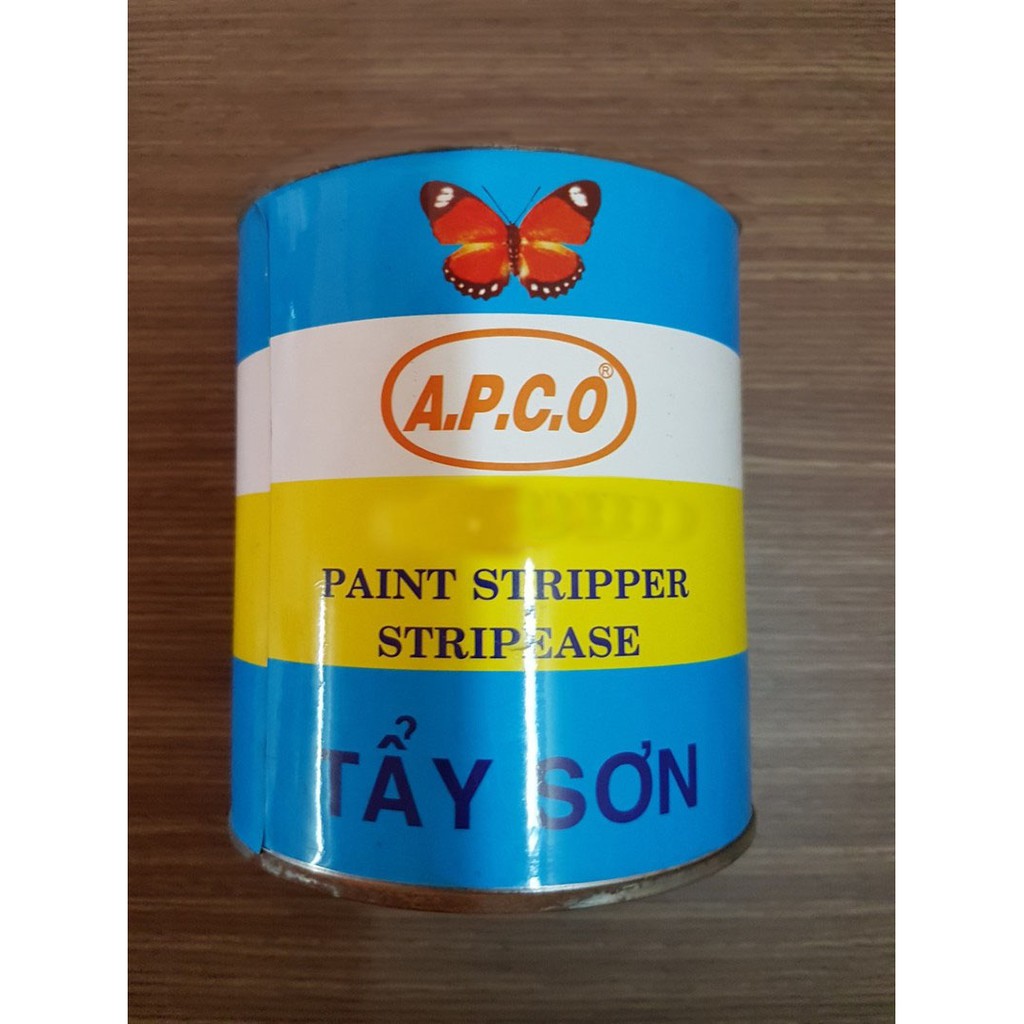 A.P.C.O®
PAINT STRIPPER
STRIPEASE
TẨY SƠN